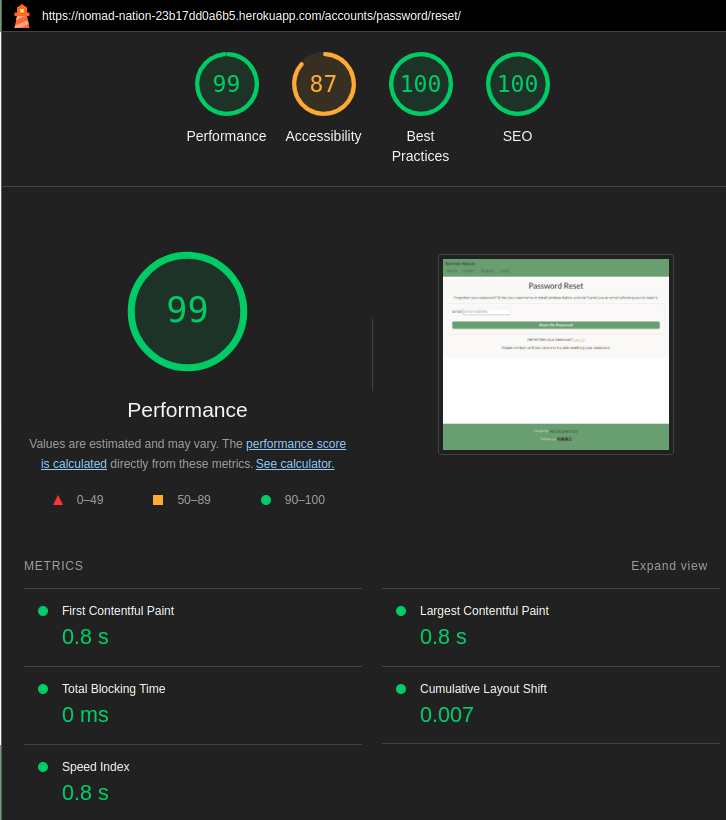 https://nomad-nation-23b17dd0a6b5.herokuapp.com/accounts/password/reset/
99
87
100
100
Performance
Accessibility
Best
Practices
SEO
99
Performance
Values are estimated and may vary. The performance score
is calculated directly from these metrics. See calculator.
0–49
50–89
90–100
Nomad Nation
Password Reset
Reset My Password
METRICS
Expand view
First Contentful Paint
0.8 s
Largest Contentful Paint
0.8 s
Total Blocking Time
0 ms
Cumulative Layout Shift
0.007
Speed Index
0.8 s